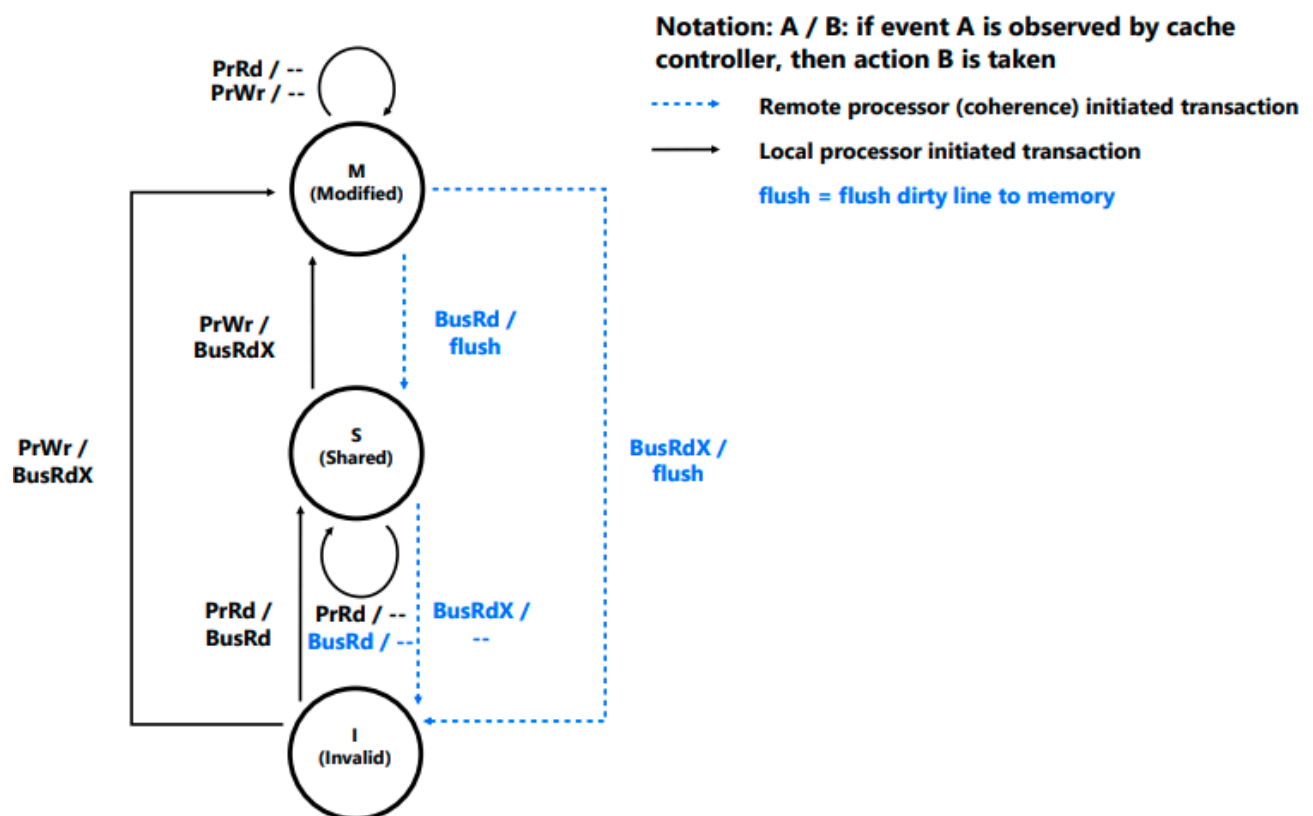 Notation: A / B: if event A is observed by cache
controller, then action B is taken
Remote processor (coherence) initiated transaction
Local processor initiated transaction
flush = flush dirty line to memory
PrRd / --
PrWr / --
M
(Modified)
PrWr /
BusRdX
BusRd /
flush
S
(Shared)
PrWr /
BusRdX
BusRdX /
flush
PrRd /
BusRd
PrRd / --
BusRd / --
BusRdX /
--
I
(Invalid)